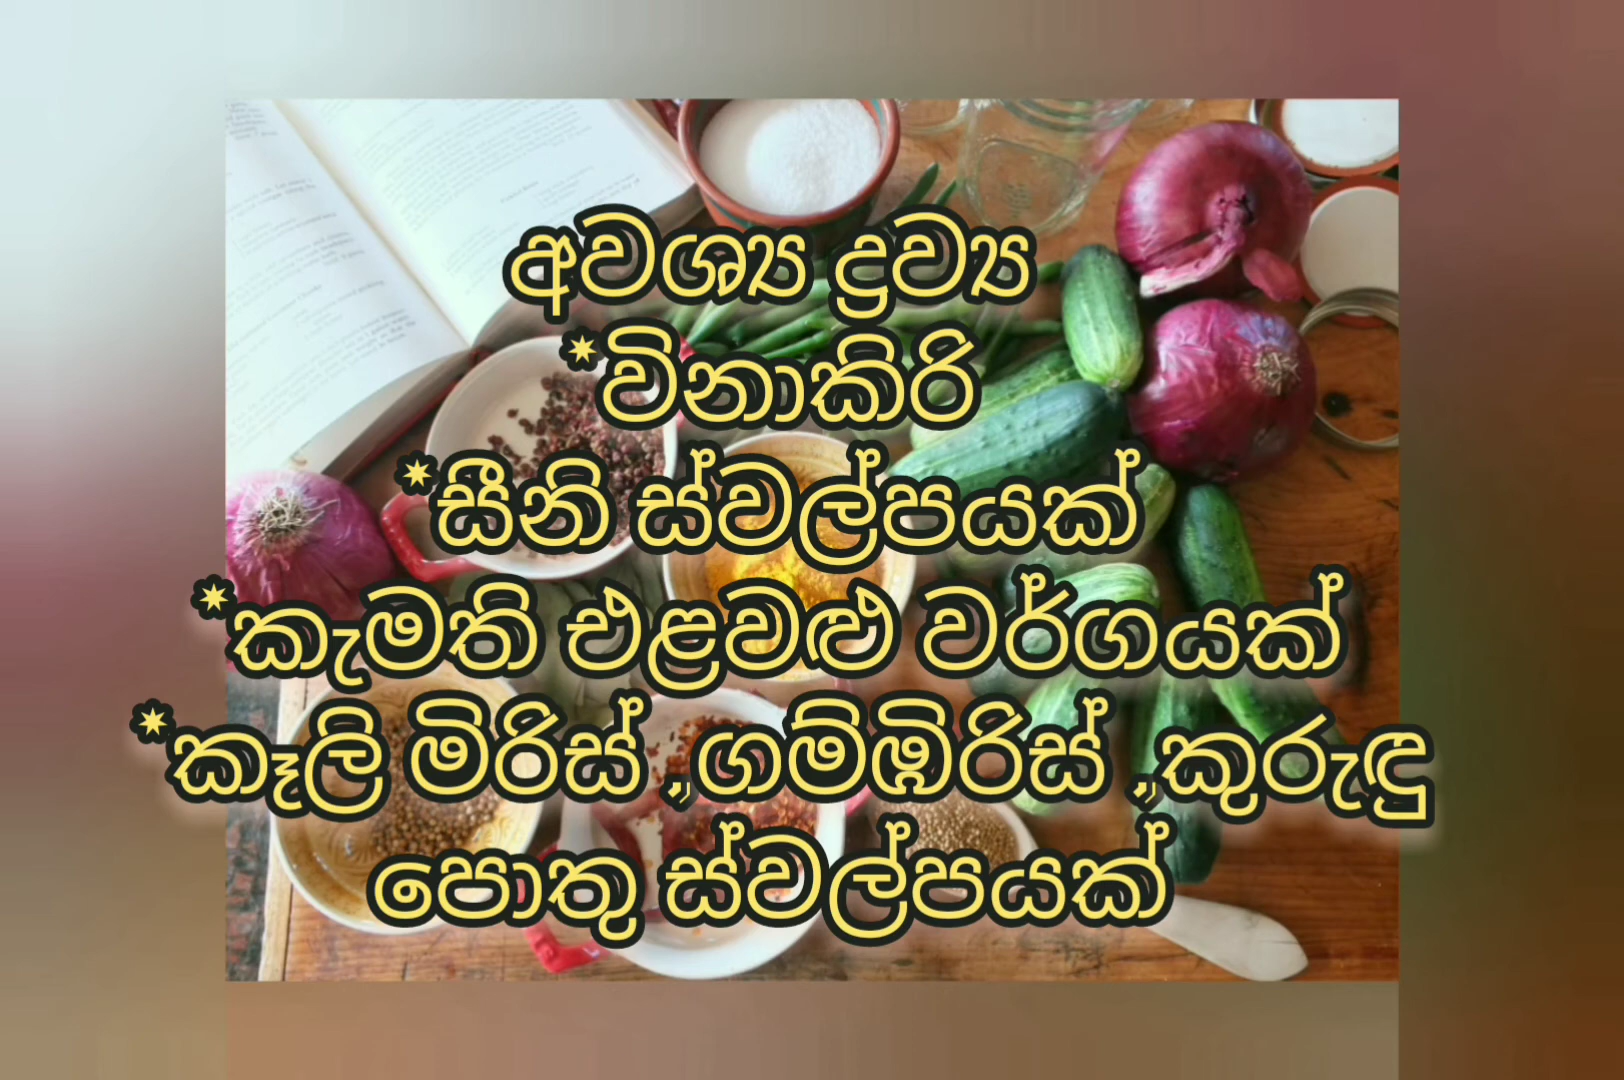 අවශ්‍ය ද්‍රව්‍ය
*විනාකිරි
*සීනි ස්වල්පයක්
*කැමති එළවළු වර්ගයක්
*කෑලි මිරිස් ,,ගම්ඹිරිස් ,,කුරුඳු
පොතු ස්වල්පයක්